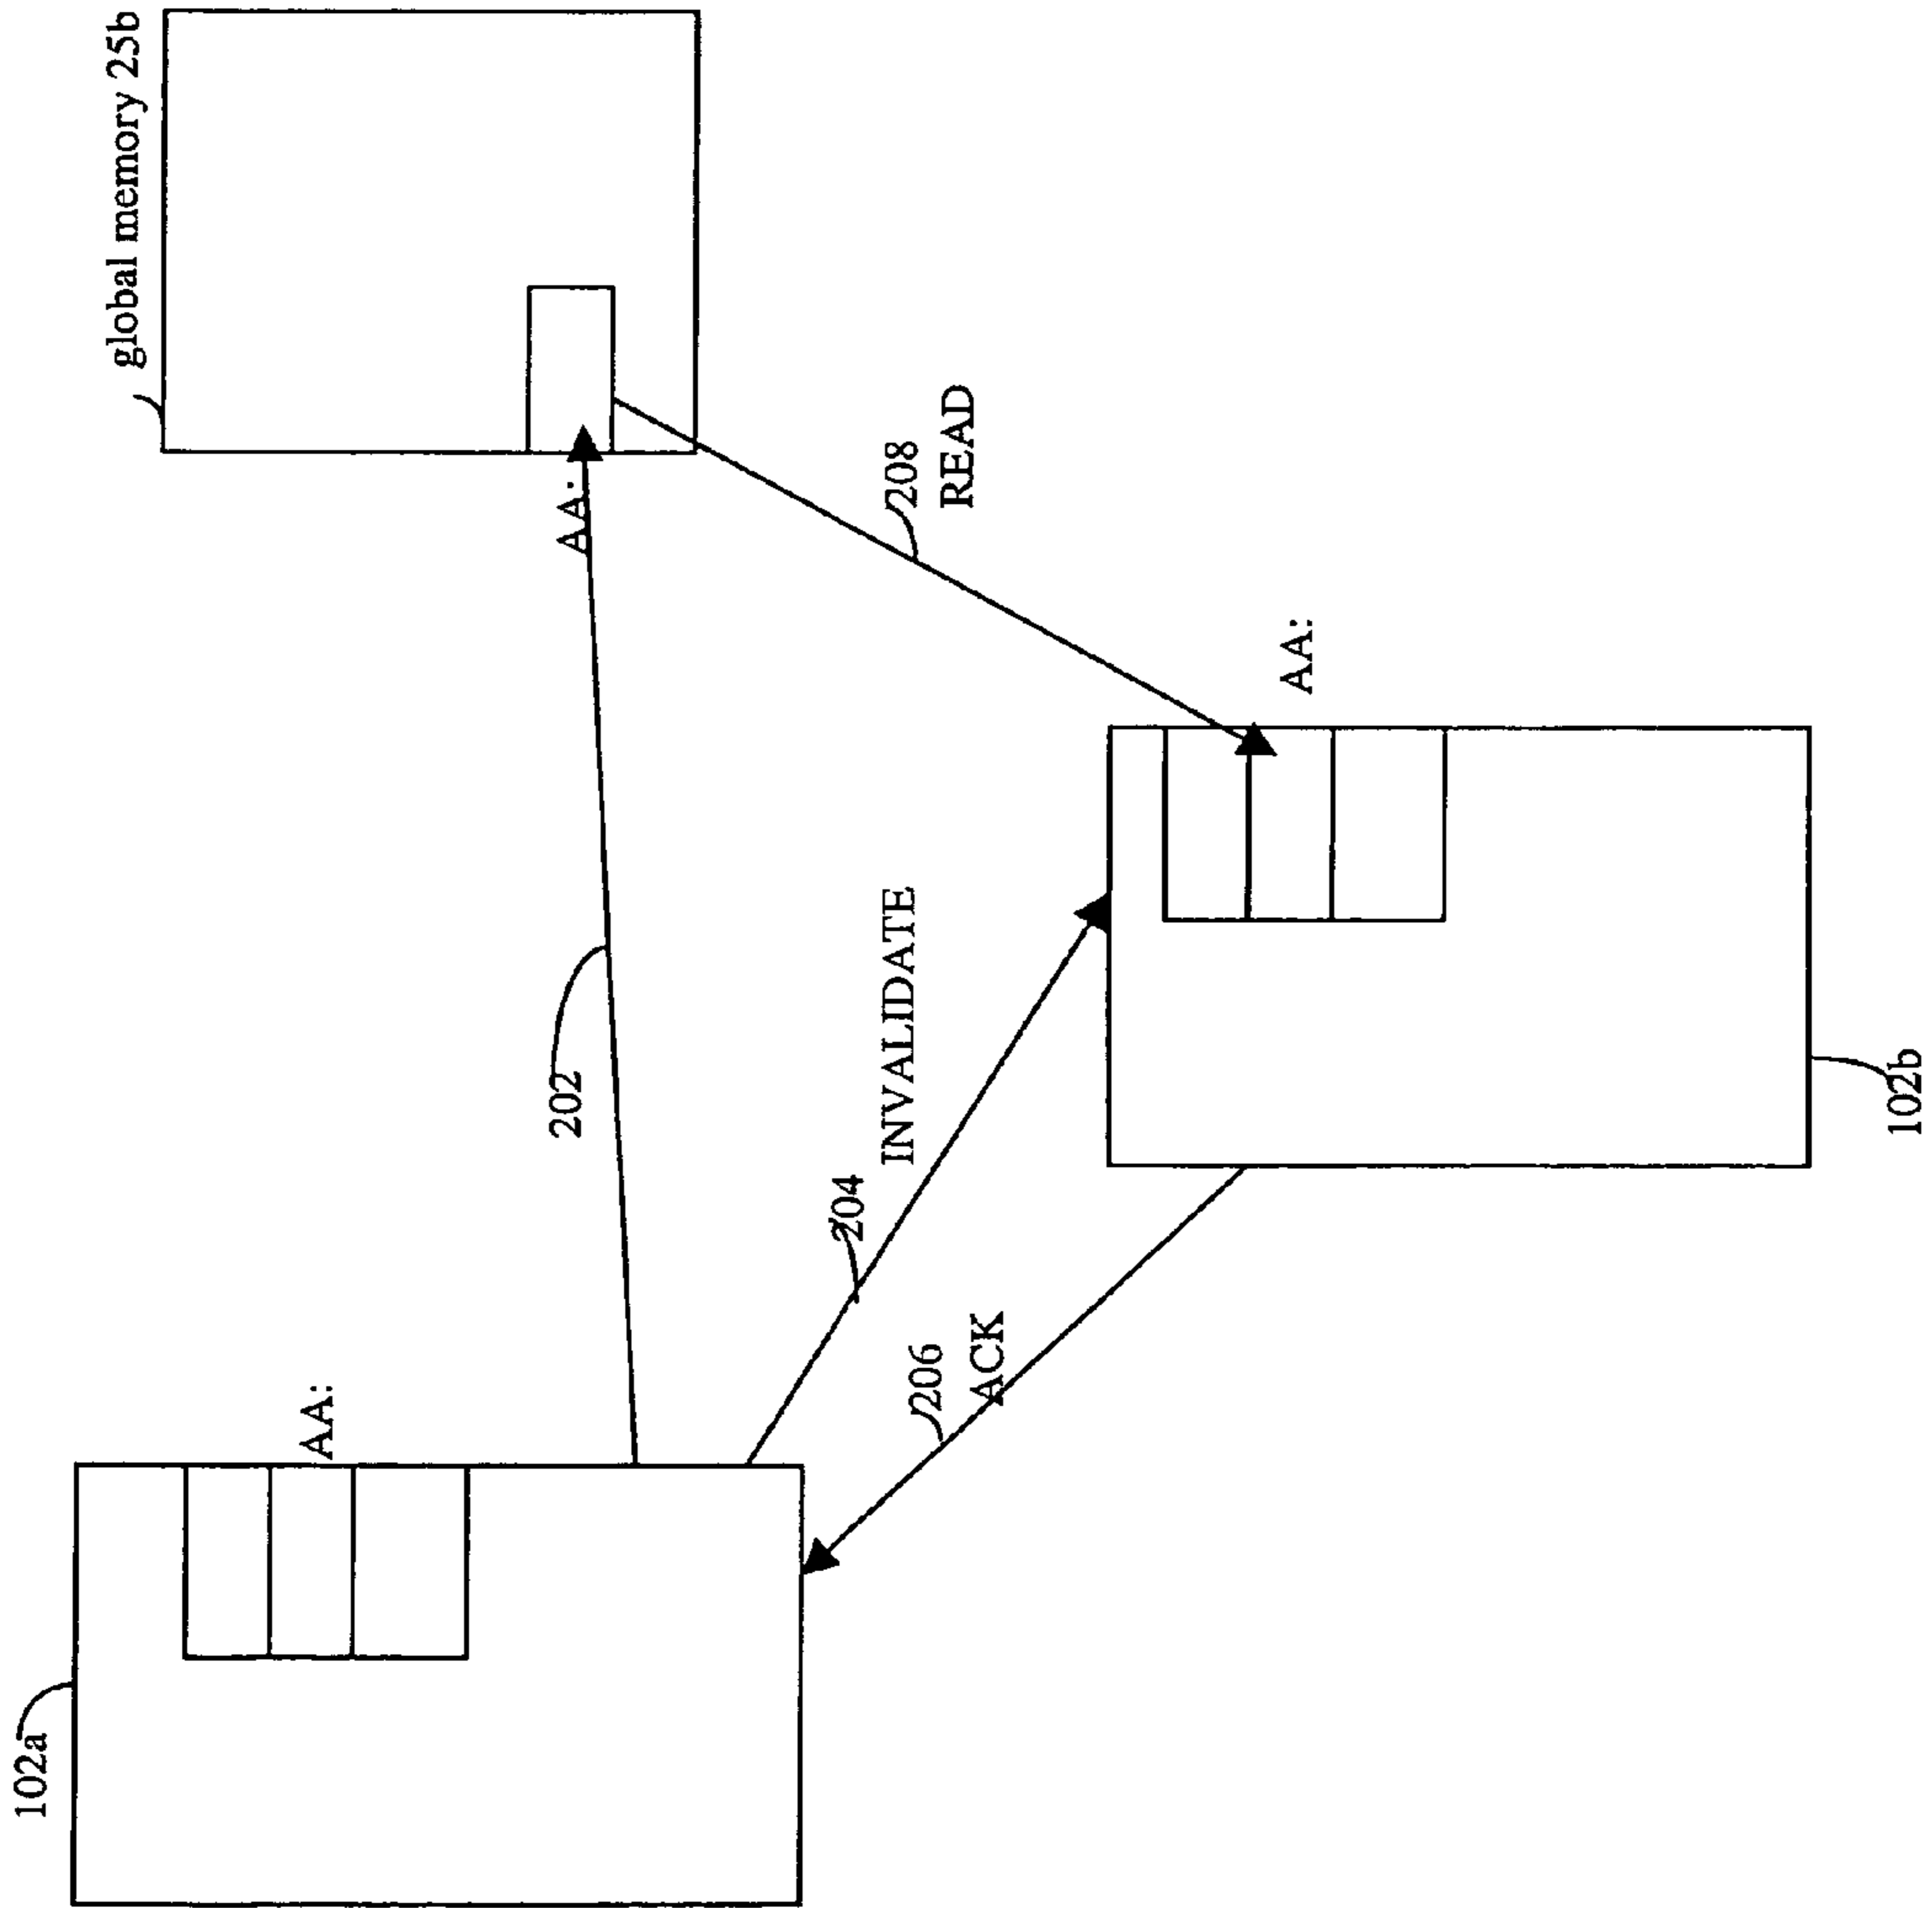 102a
AA:
202
AA:
global memory 25b
204
INVALIDATE
206
ACK
208
READ
AA:
102b